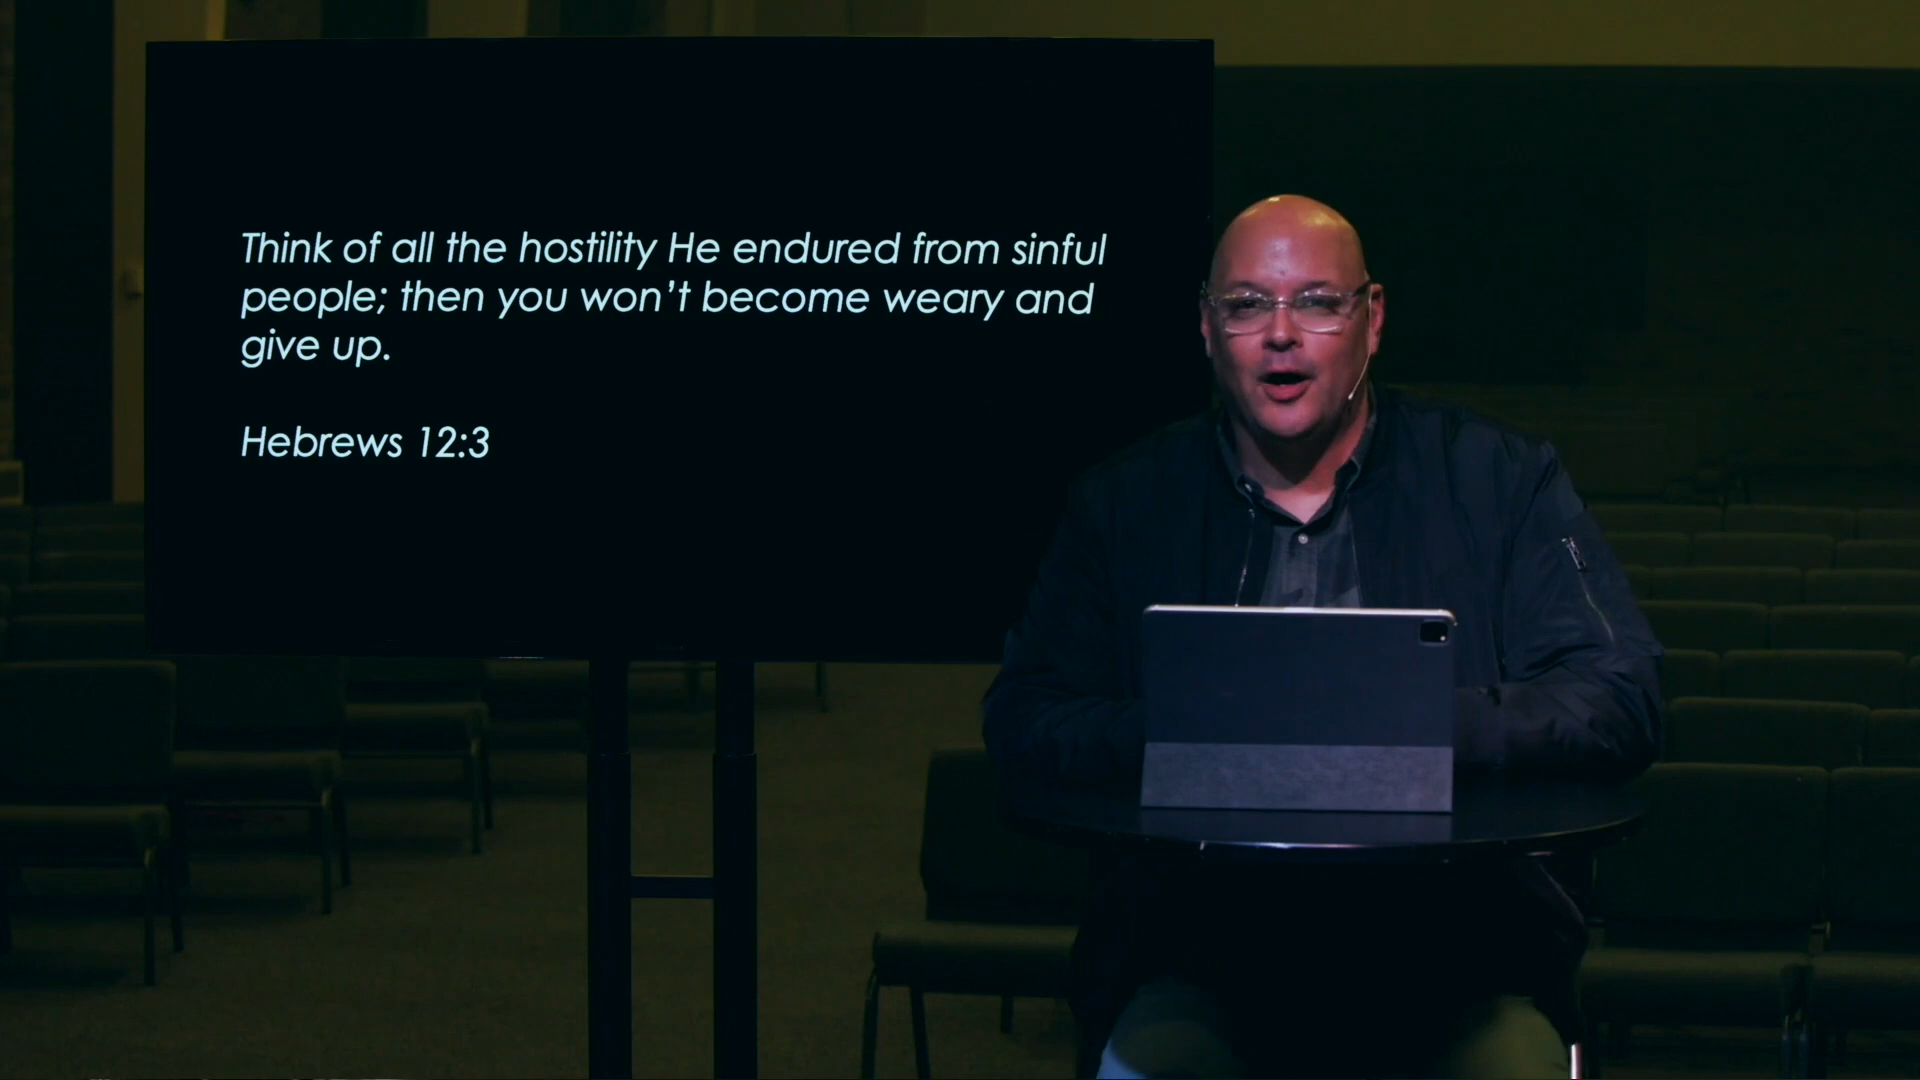 Think of all the hostility He endured from sinful
people; then you won’t become weary and
give up.
Hebrews 12:3